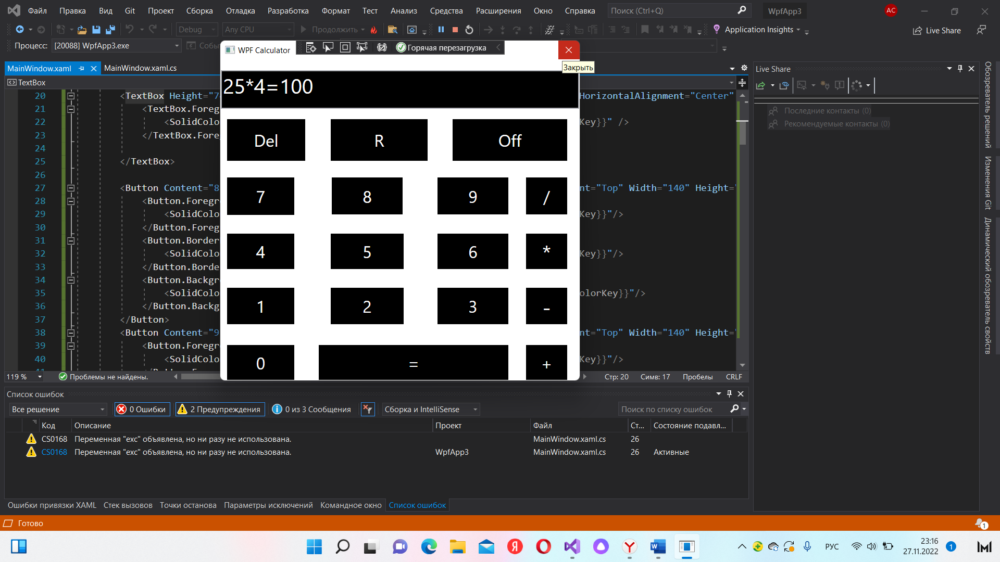 Файл Правка Вид Git Проект Сборка Отладка Разработка Формат Тест Анализ Средства Расширения Окно Справка Поиск (Ctrl+Q) WpfApp3 AC
Debug Any CPU Продолжить Application Insights Live Share
Процесс: [20088] WpfApp3.exe Собы
WPF Calculator Горячая перезагрузка
Закрыть
MainWindow.xaml MainWindow.xaml.cs
TextBox
25*4=100
Del R Off
7 8 9 /
4 5 6 *
1 2 3 -
0 = +
20 <TextBox Height="7 HorizontalAlignment="Center"
21 <TextBox.Foreg
22 <SolidColo Key}}" />
23 </TextBox.Fore
24
25 </TextBox>
26
27 <Button Content="8 nt="Top" Width="140" Height="
28 <Button.Foregr
29 <SolidColo Key}}"/>
30 </Button.Foreg
31 <Button.Border
32 <SolidColo Key}}"/>
33 </Button.Borde
34 <Button.Backgr
35 <SolidColo olorKey}}"/>
36 </Button.Backg
37 </Button>
38 <Button Content="9 nt="Top" Width="140" Height="
39 <Button.Foregr
40 <SolidColo Key}}"/>
119 % Проблемы не найдены. Стр: 20 Симв: 17 Пробелы CRLF
Live Share
Последние контакты (0)
Рекомендуемые контакты (0)
Обозреватель решений
Изменения Git
Динамический обозреватель свойств
Список ошибок
Все решение 0 Ошибки 2 Предупреждения 0 из 3 Сообщения Сборка и IntelliSense Поиск по списку ошибок
Код Описание Проект Файл Ст... Состояние подавл...
CS0168 Переменная "exc" объявлена, но ни разу не использована. MainWindow.xaml.cs 26
CS0168 Переменная "exc" объявлена, но ни разу не использована. WpfApp3 MainWindow.xaml.cs 26 Активные
Ошибки привязки XAML Стек вызовов Точки останова Параметры исключений Командное окно Список ошибок
Готово 1
РУС 23:16 1
27.11.2022